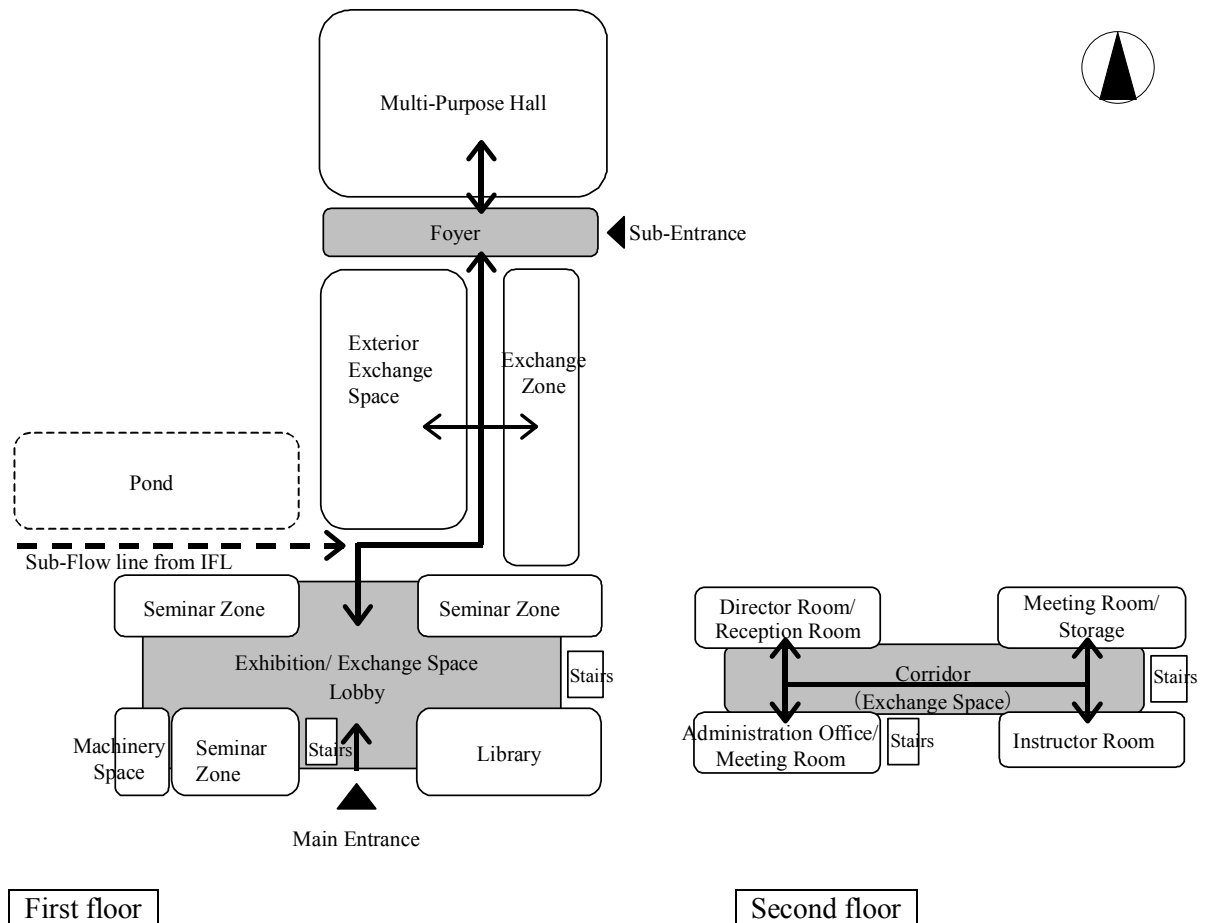 Multi-Purpose Hall
Foyer
Sub-Entrance
Exterior
Exchange
Space
Exchange
Zone
Pond
Sub-Flow line from IFL
Seminar Zone
Seminar Zone
Exhibition/ Exchange Space
Lobby
Stairs
Machinery
Space
Seminar
Zone
Stairs
Library
Main Entrance
First floor
Director Room/
Reception Room
Meeting Room/
Storage
Corridor
(Exchange Space)
Stairs
Administration Office/
Meeting Room
Stairs
Instructor Room
Second floor